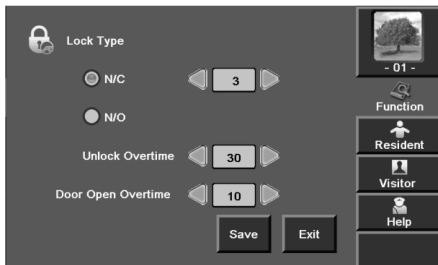 Lock Type
N/C 3
N/O
Unlock Overtime 30
Door Open Overtime 10
Save Exit
- 01 -
Function
Resident
Visitor
Help